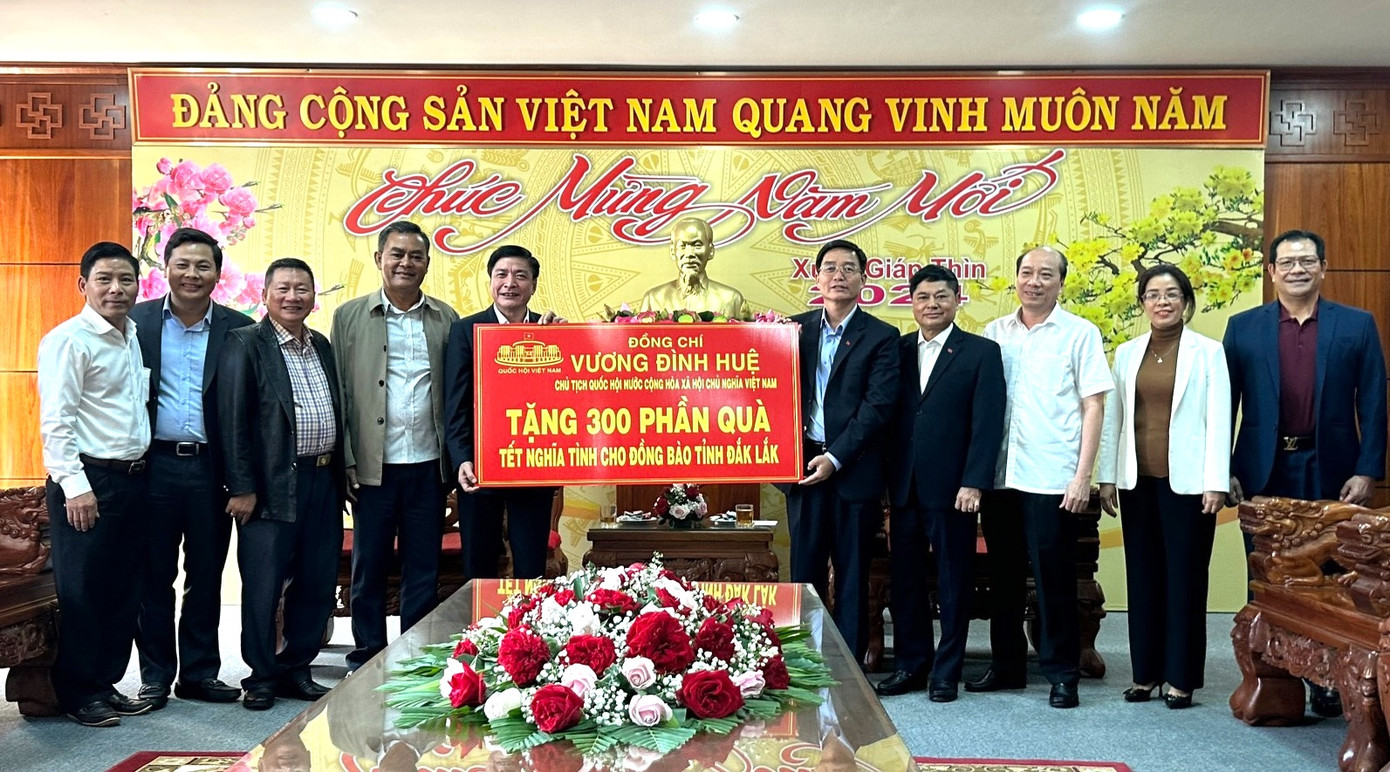 ĐẢNG CỘNG SẢN VIỆT NAM QUANG VINH MUÔN NĂM
Chúc Mừng Năm Mới
Giáp Thìn
QUỐC HỘI VIỆT NAM
ĐỒNG CHÍ
VƯƠNG ĐÌNH HUỆ
CHỦ TỊCH QUỐC HỘI NƯỚC CỘNG HÒA XÃ HỘI CHỦ NGHĨA VIỆT NAM
TẶNG 300 PHẦN QUÀ
TẾT NGHĨA TÌNH CHO ĐỒNG BÀO TỈNH ĐẮK LẮK